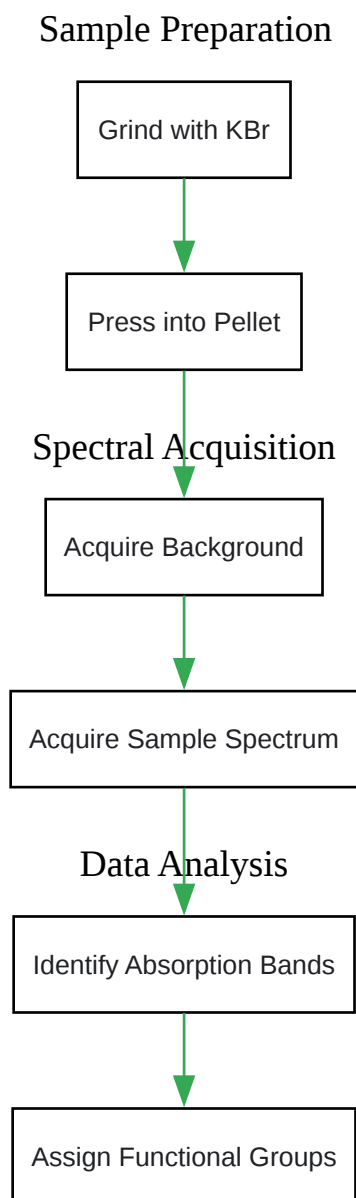 Sample Preparation
Grind with KBr
Press into Pellet
Spectral Acquisition
Acquire Background
Acquire Sample Spectrum
Data Analysis
Identify Absorption Bands
Assign Functional Groups